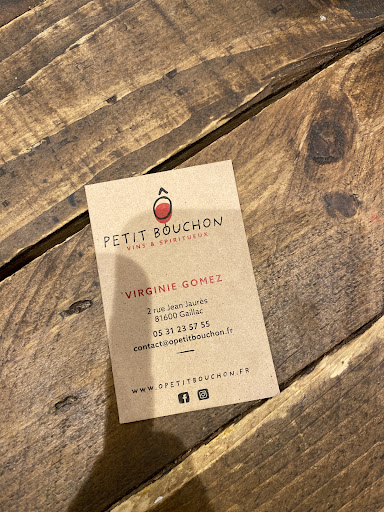 Ô
PETIT BOUCHON
VINS & SPIRITUEUX
VIRGINIE GOMEZ
2 rue Jean Jaurès
81600 Gaillac
05 31 23 57 55
contact@opetitbouchon.fr
WWW.OPETITBOUCHON.FR